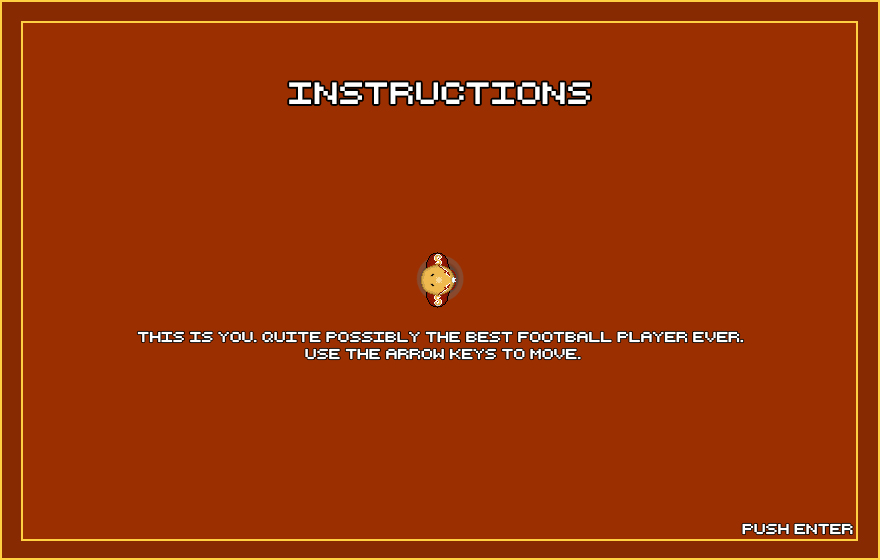 INSTRUCTIONS
THIS IS YOU. QUITE POSSIBLY THE BEST FOOTBALL PLAYER EVER.
USE THE ARROW KEYS TO MOVE.
PUSH ENTER